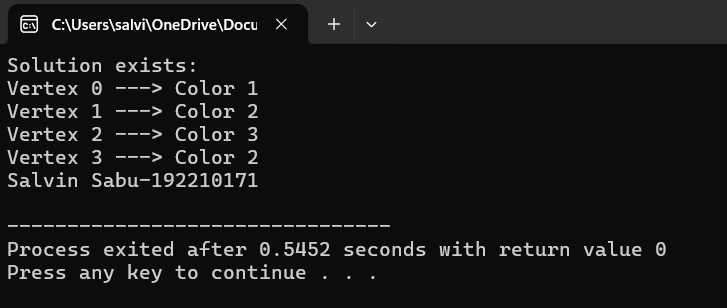 C:\Users\salvi\OneDrive\Docu
Solution exists:
Vertex 0 ---> Color 1
Vertex 1 ---> Color 2
Vertex 2 ---> Color 3
Vertex 3 ---> Color 2
Salvin Sabu-192210171
--------------------------------
Process exited after 0.5452 seconds with return value 0
Press any key to continue . . .